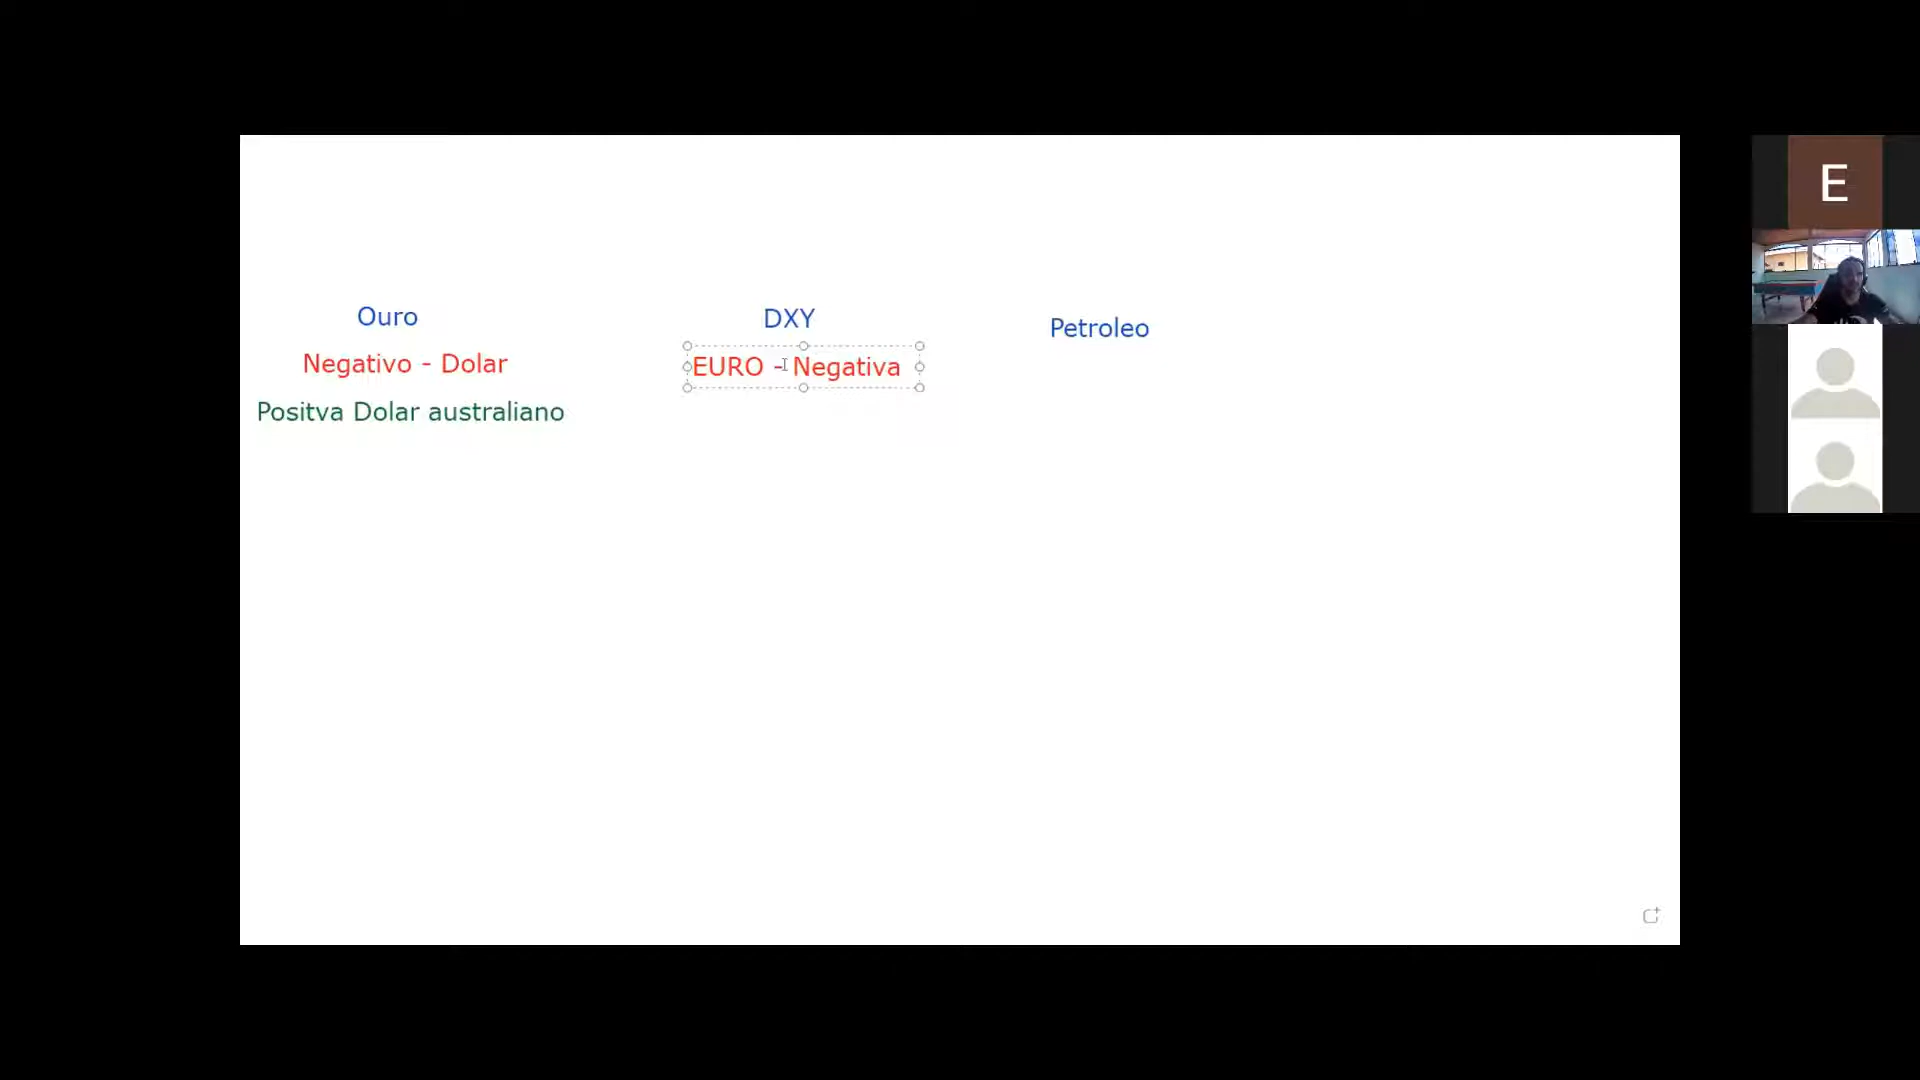 E
Ouro
DXY
Petroleo
Negativo - Dolar
EURO - Negativa
Positva Dolar australiano